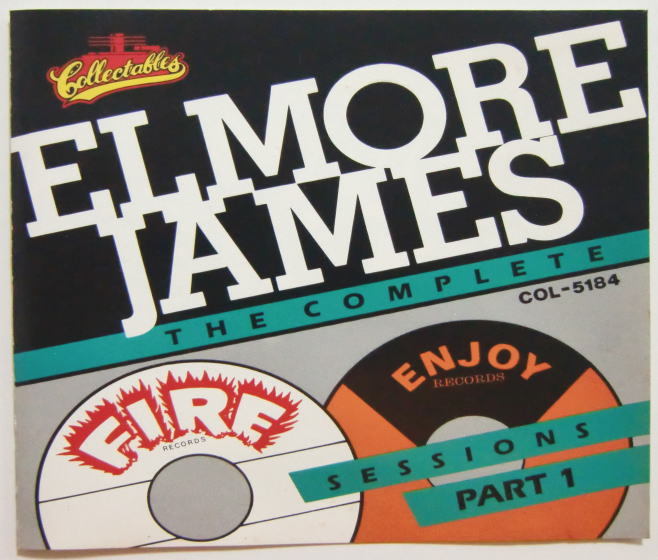 Collectables
ELMORE
JAMES
THE COMPLETE
COL-5184
FIRE
RECORDS
ENJOY
RECORDS
SESSIONS
PART 1